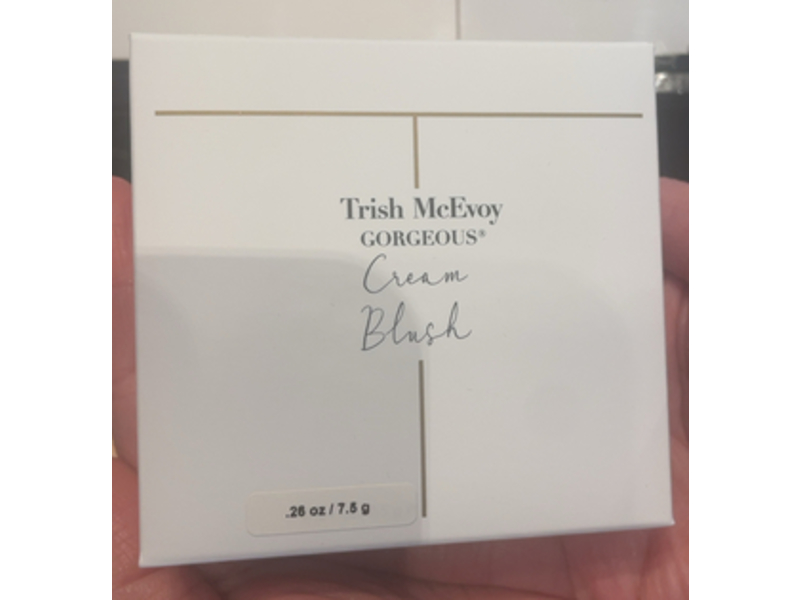 Trish McEvoy
GORGEOUS®
Cream
Blush
.26 oz / 7.5 g